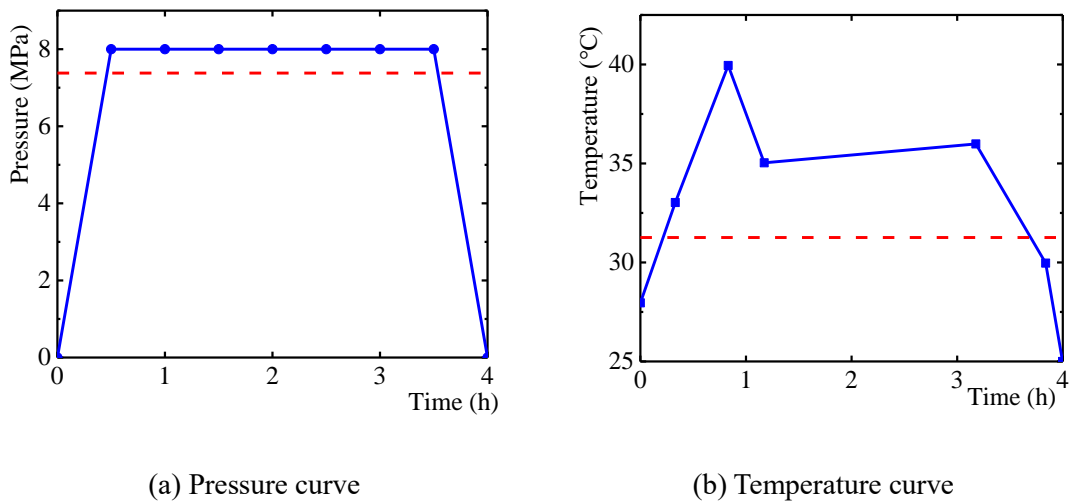 Pressure (MPa)
8
6
4
2
0
0 1 2 3 4
Time (h)
(a) Pressure curve
Temperature (°C)
40
35
30
25
0 1 2 3 4
Time (h)
(b) Temperature curve